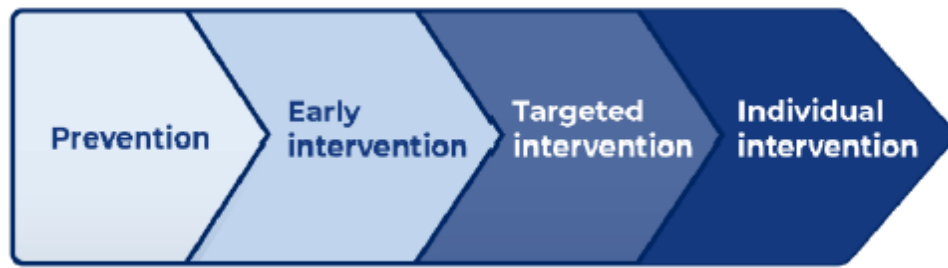 Prevention
Early
intervention
Targeted
intervention
Individual
intervention